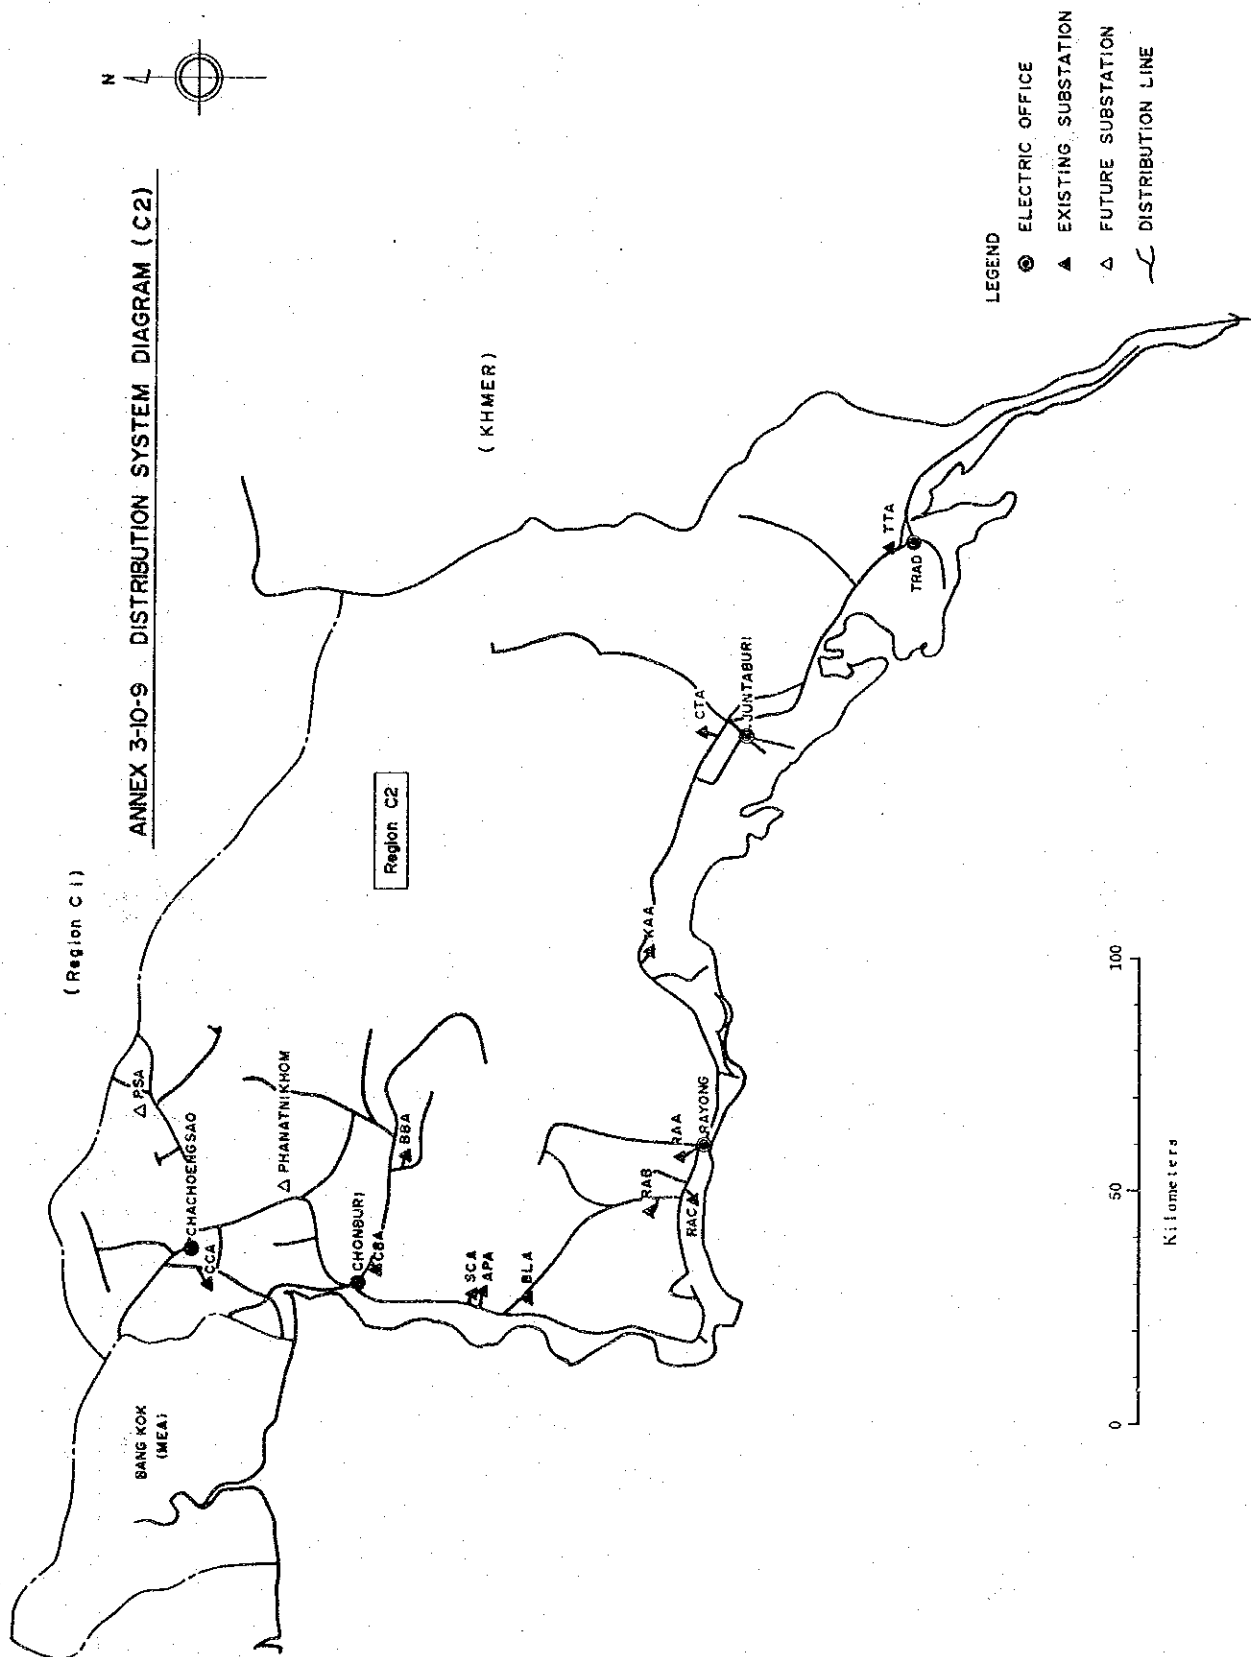 ANNEX 3-10-9 DISTRIBUTION SYSTEM DIAGRAM (C2)
N
(Region C1)
(KHMER)
Region C2
BANG KOK
(MEA)
PSA
CHACHOENGSAO
CCA
PHANATNIKHOM
CHONBURI
CBA
BBA
SCA
APA
BLA
RAB
RAA
RAC
RAYONG
KAA
CTA
JUNTABURI
TTA
TRAD
LEGEND
ELECTRIC OFFICE
EXISTING SUBSTATION
FUTURE SUBSTATION
DISTRIBUTION LINE
0 50 100
Kilometers